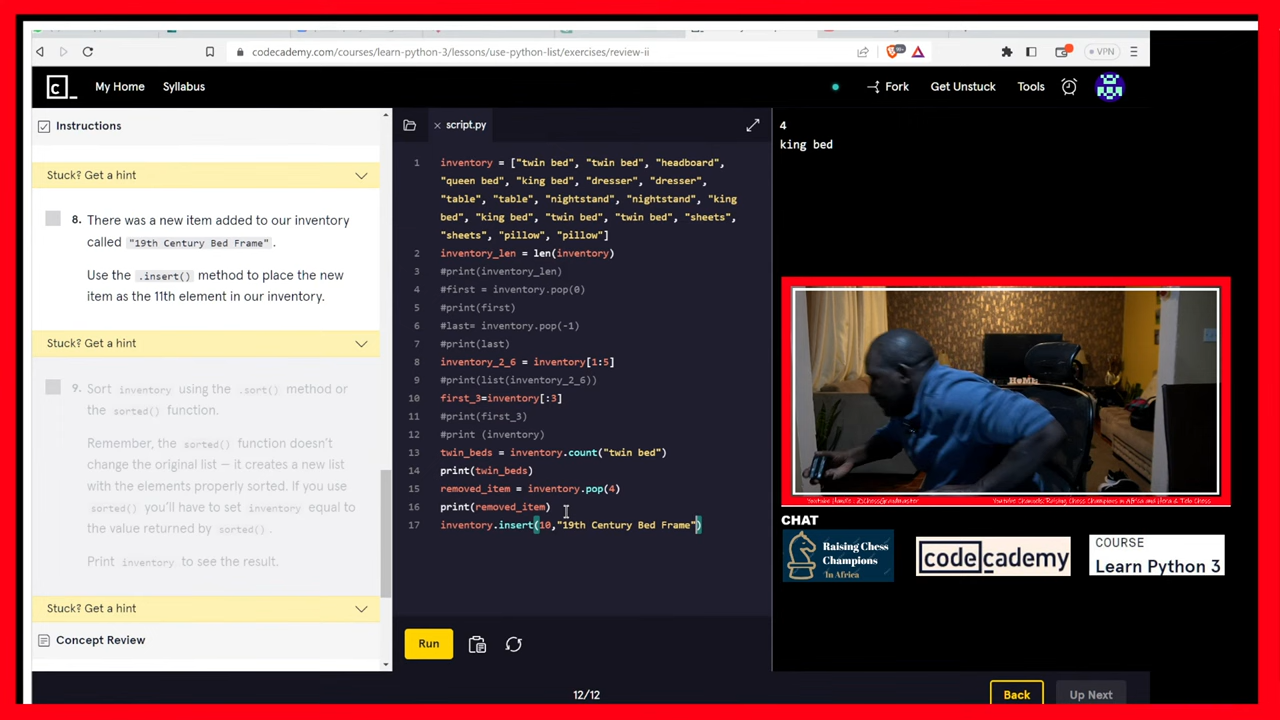 codecademy.com/courses/learn-python-3/lessons/use-python-list/exercises/review-ii
VPN
C_
My Home
Syllabus
Fork
Get Unstuck
Tools
Instructions
Stuck? Get a hint
8. There was a new item added to our inventory
called "19th Century Bed Frame".
Use the .insert() method to place the new
item as the 11th element in our inventory.
Stuck? Get a hint
9. Sort inventory using the .sort() method or
the sorted() function.
Remember, the sorted() function doesn't
change the original list – it creates a new list
with the elements properly sorted. If you use
sorted() you'll have to set inventory equal to
the value returned by sorted().
Print inventory to see the result.
Stuck? Get a hint
Concept Review
script.py
1 inventory = ["twin bed", "twin bed", "headboard",
"queen bed", "king bed", "dresser", "dresser",
"table", "table", "nightstand", "nightstand", "king
bed", "king bed", "twin bed", "twin bed", "sheets",
"sheets", "pillow", "pillow"]
2 inventory_len = len(inventory)
3 #print(inventory_len)
4 #first = inventory.pop(0)
5 #print(first)
6 #last= inventory.pop(-1)
7 #print(last)
8 inventory_2_6 = inventory[1:5]
9 #print(list(inventory_2_6))
10 first_3=inventory[:3]
11 #print(first_3)
12 #print (inventory)
13 twin_beds = inventory.count("twin bed")
14 print(twin_beds)
15 removed_item = inventory.pop(4)
16 print(removed_item)
17 inventory.insert(10,"19th Century Bed Frame")
Run
4
king bed
HOME
CHAT
Raising Chess
Champions
In Africa
codecademy
COURSE
Learn Python 3
12/12
Back
Up Next